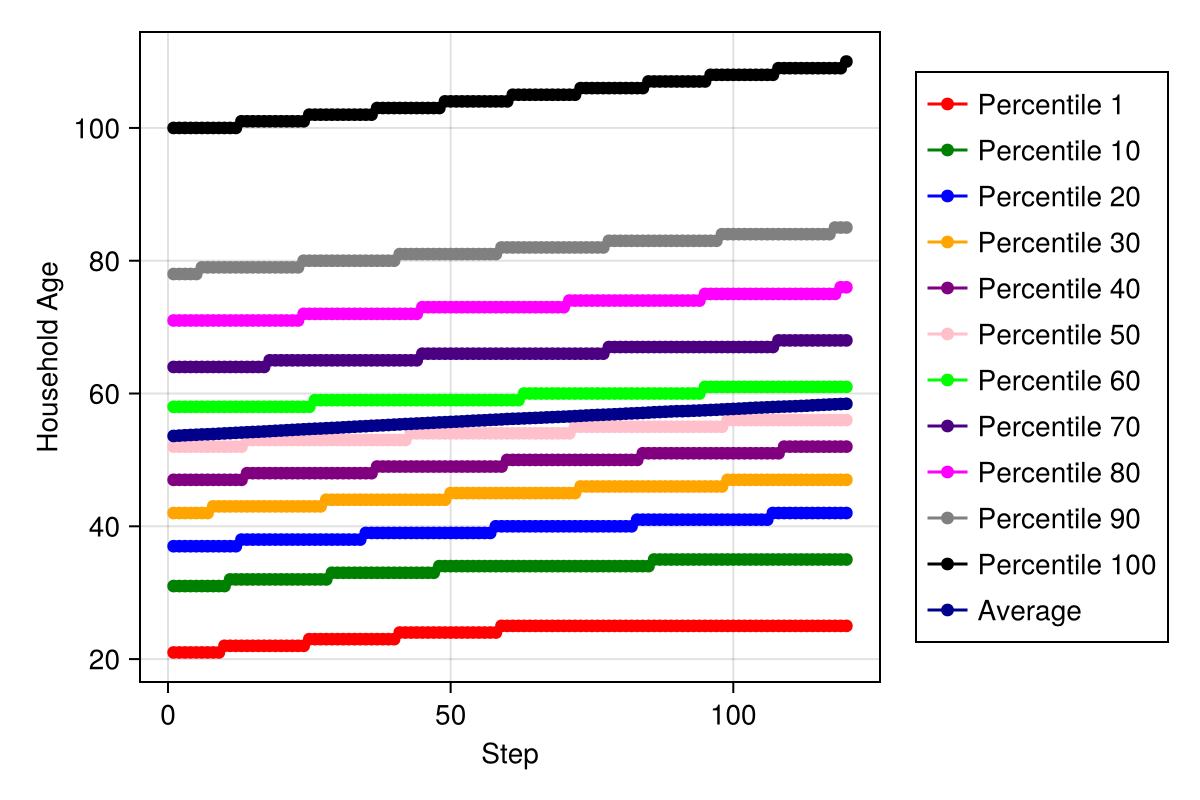 Household Age
100
80
60
40
20
0 50 100
Step
Percentile 1
Percentile 10
Percentile 20
Percentile 30
Percentile 40
Percentile 50
Percentile 60
Percentile 70
Percentile 80
Percentile 90
Percentile 100
Average